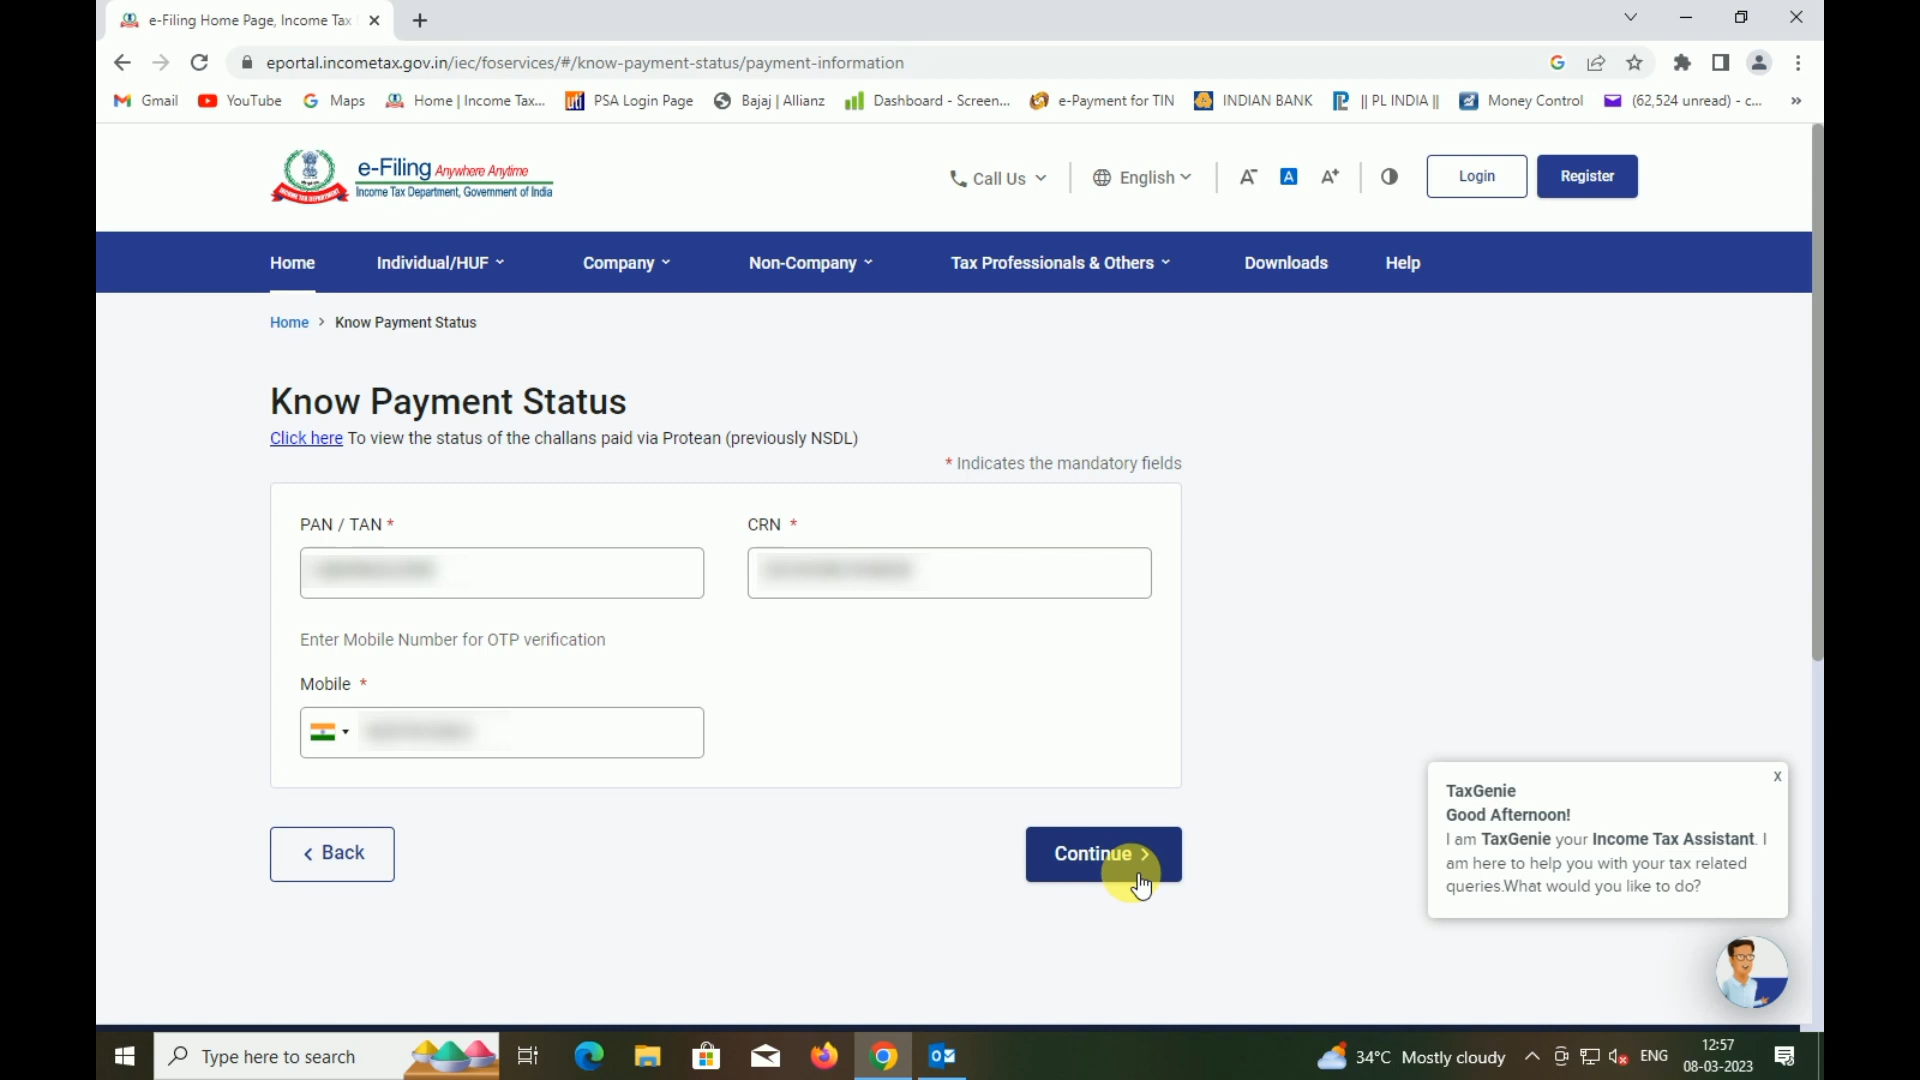 e-Filing Home Page, Income Tax
eportal.incometax.gov.in/iec/foservices/#/know-payment-status/payment-information
Gmail YouTube Maps Home | Income Tax... PSA Login Page Bajaj | Allianz Dashboard - Screen... e-Payment for TIN INDIAN BANK || PL INDIA || Money Control (62,524 unread) - c... »
e-Filing Anywhere Anytime
Income Tax Department, Government of India
Call Us English A- A A+ Login Register
Home Individual/HUF Company Non-Company Tax Professionals & Others Downloads Help
Home > Know Payment Status
Know Payment Status
Click here To view the status of the challans paid via Protean (previously NSDL)
* Indicates the mandatory fields
PAN / TAN * CRN *
Enter Mobile Number for OTP verification
Mobile *
< Back Continue >
X
TaxGenie
Good Afternoon!
I am TaxGenie your Income Tax Assistant. I
am here to help you with your tax related
queries.What would you like to do?
Type here to search
34°C Mostly cloudy ENG
12:57
08-03-2023